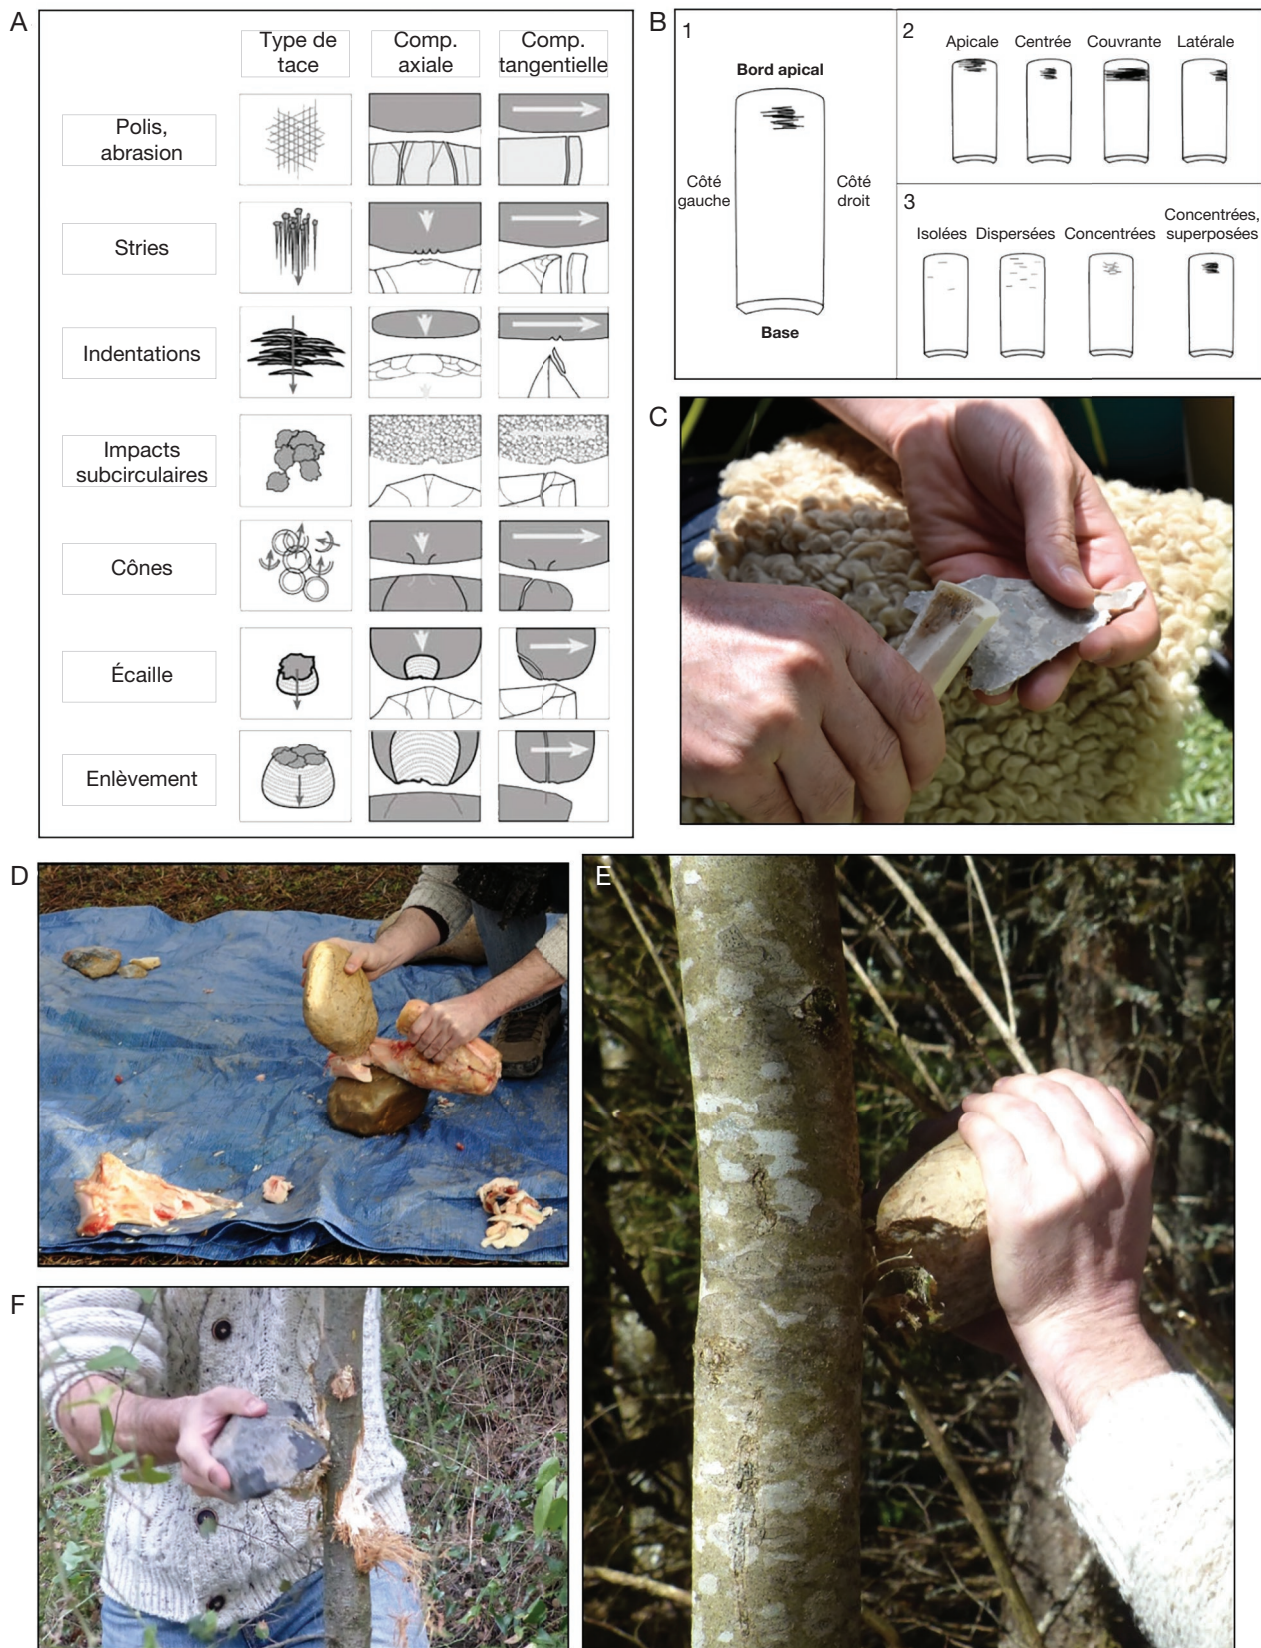 A
Type de
tace
Comp.
axiale
Comp.
tangentielle
Polis,
abrasion
Stries
Indentations
Impacts
subcirculaires
Cônes
Écaille
Enlèvement
B
1
Bord apical
Côté
gauche
Côté
droit
Base
2
Apicale
Centrée
Couvrante
Latérale
3
Isolées
Dispersées
Concentrées
Concentrées,
superposées
C
D
E
F